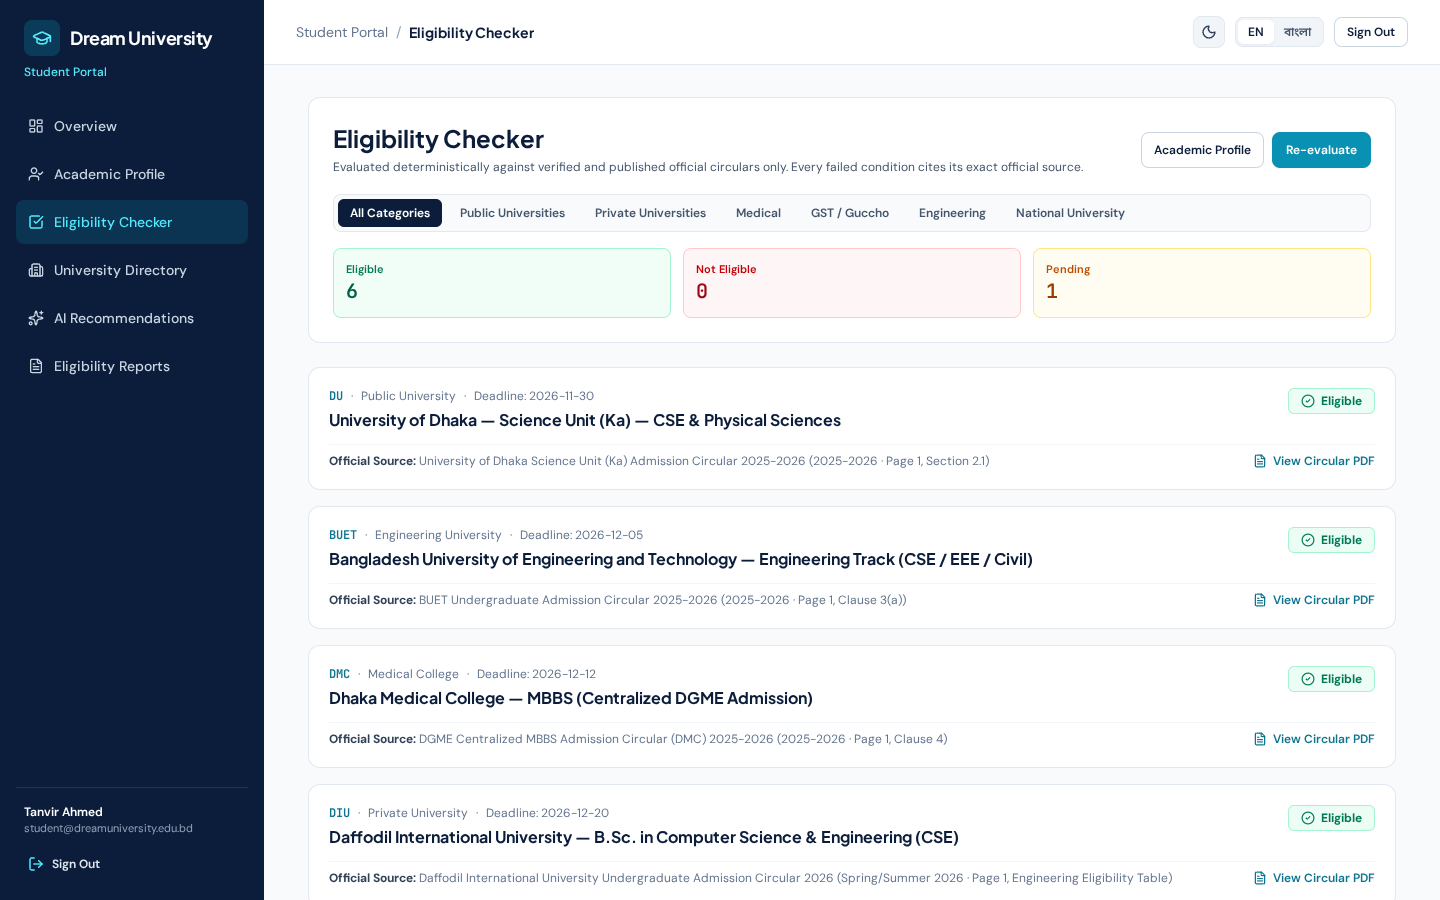 Dream University
Student Portal
Overview
Academic Profile
Eligibility Checker
University Directory
AI Recommendations
Eligibility Reports
Tanvir Ahmed
student@dreamuniversity.edu.bd
Sign Out
Student Portal / Eligibility Checker
EN বাংলা Sign Out
Eligibility Checker
Evaluated deterministically against verified and published official circulars only. Every failed condition cites its exact official source.
Academic Profile Re-evaluate
All Categories Public Universities Private Universities Medical GST / Guccho Engineering National University
Eligible
6
Not Eligible
0
Pending
1
DU · Public University · Deadline: 2026-11-30
University of Dhaka — Science Unit (Ka) — CSE & Physical Sciences
Eligible
Official Source: University of Dhaka Science Unit (Ka) Admission Circular 2025-2026 (2025-2026 · Page 1, Section 2.1)
View Circular PDF
BUET · Engineering University · Deadline: 2026-12-05
Bangladesh University of Engineering and Technology — Engineering Track (CSE / EEE / Civil)
Eligible
Official Source: BUET Undergraduate Admission Circular 2025-2026 (2025-2026 · Page 1, Clause 3(a))
View Circular PDF
DMC · Medical College · Deadline: 2026-12-12
Dhaka Medical College — MBBS (Centralized DGME Admission)
Eligible
Official Source: DGME Centralized MBBS Admission Circular (DMC) 2025-2026 (2025-2026 · Page 1, Clause 4)
View Circular PDF
DIU · Private University · Deadline: 2026-12-20
Daffodil International University — B.Sc. in Computer Science & Engineering (CSE)
Eligible
Official Source: Daffodil International University Undergraduate Admission Circular 2026 (Spring/Summer 2026 · Page 1, Engineering Eligibility Table)
View Circular PDF